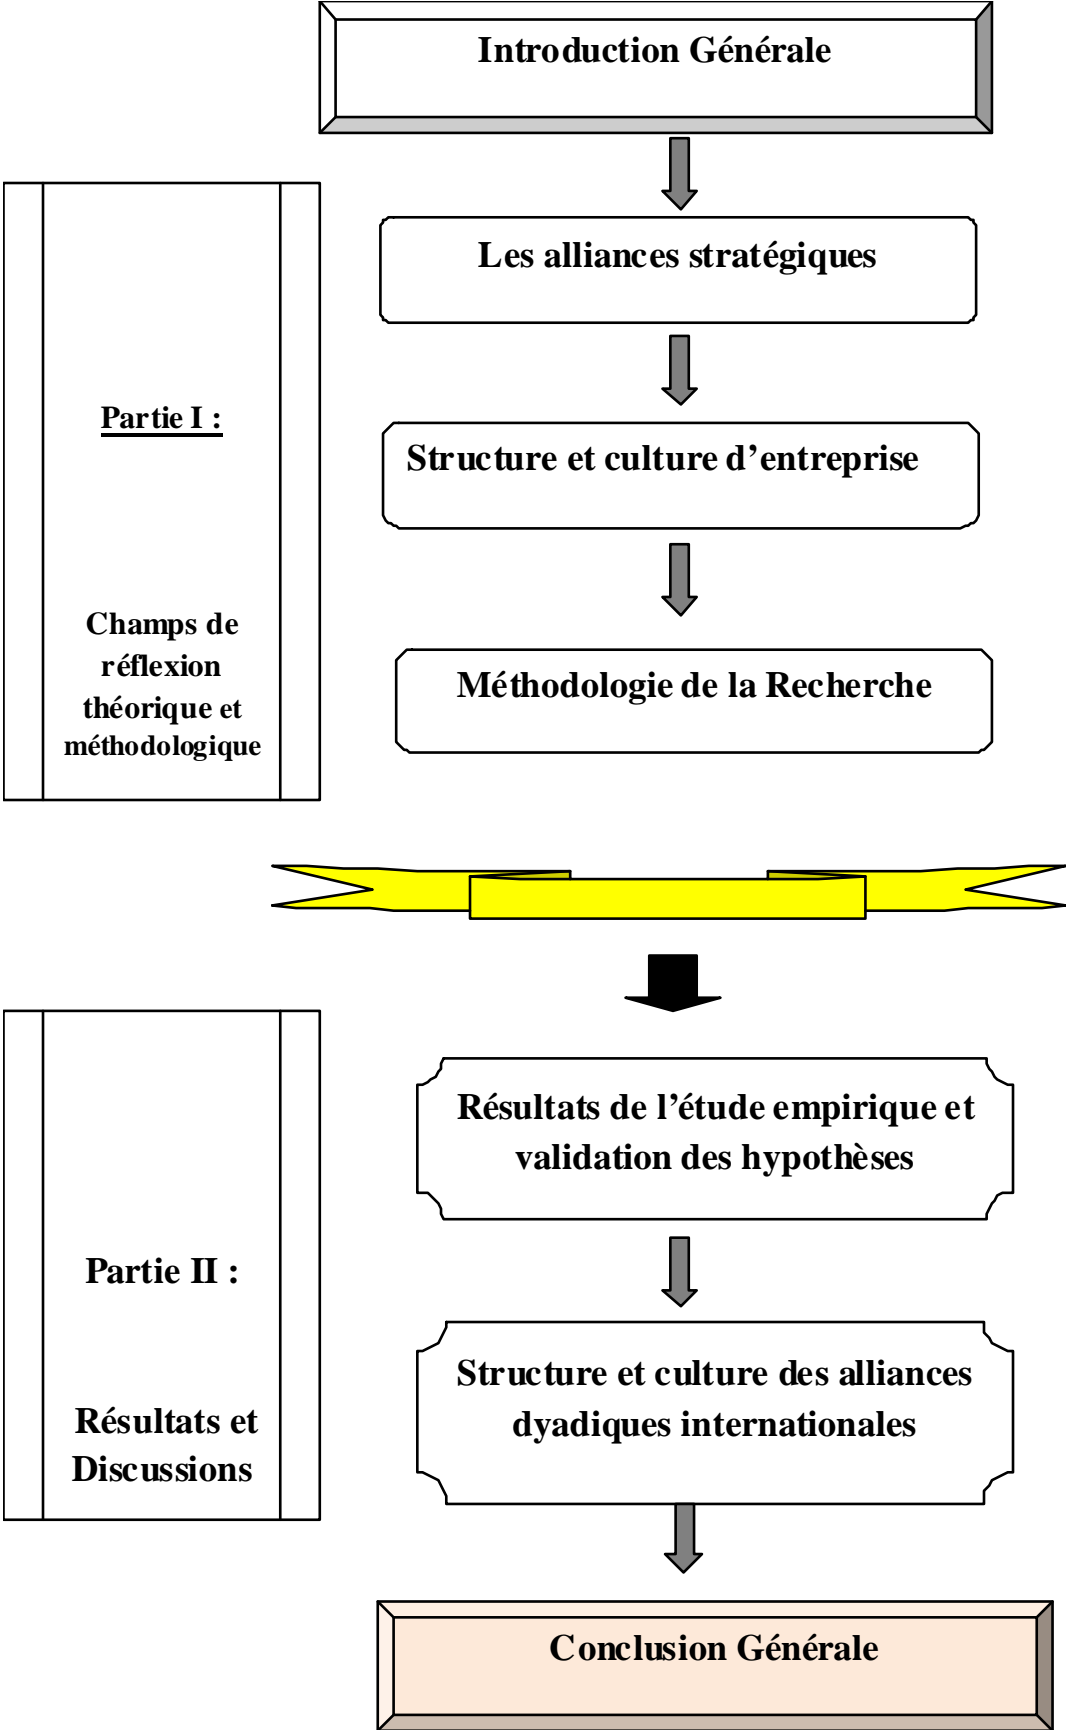 Introduction Générale
Les alliances stratégiques
Partie I :
Structure et culture d’entreprise
Champs de
réflexion
théorique et
méthodologique
Méthodologie de la Recherche
Résultats de l’étude empirique et
validation des hypothèses
Partie II :
Structure et culture des alliances
dyadiques internationales
Résultats et
Discussions
Conclusion Générale